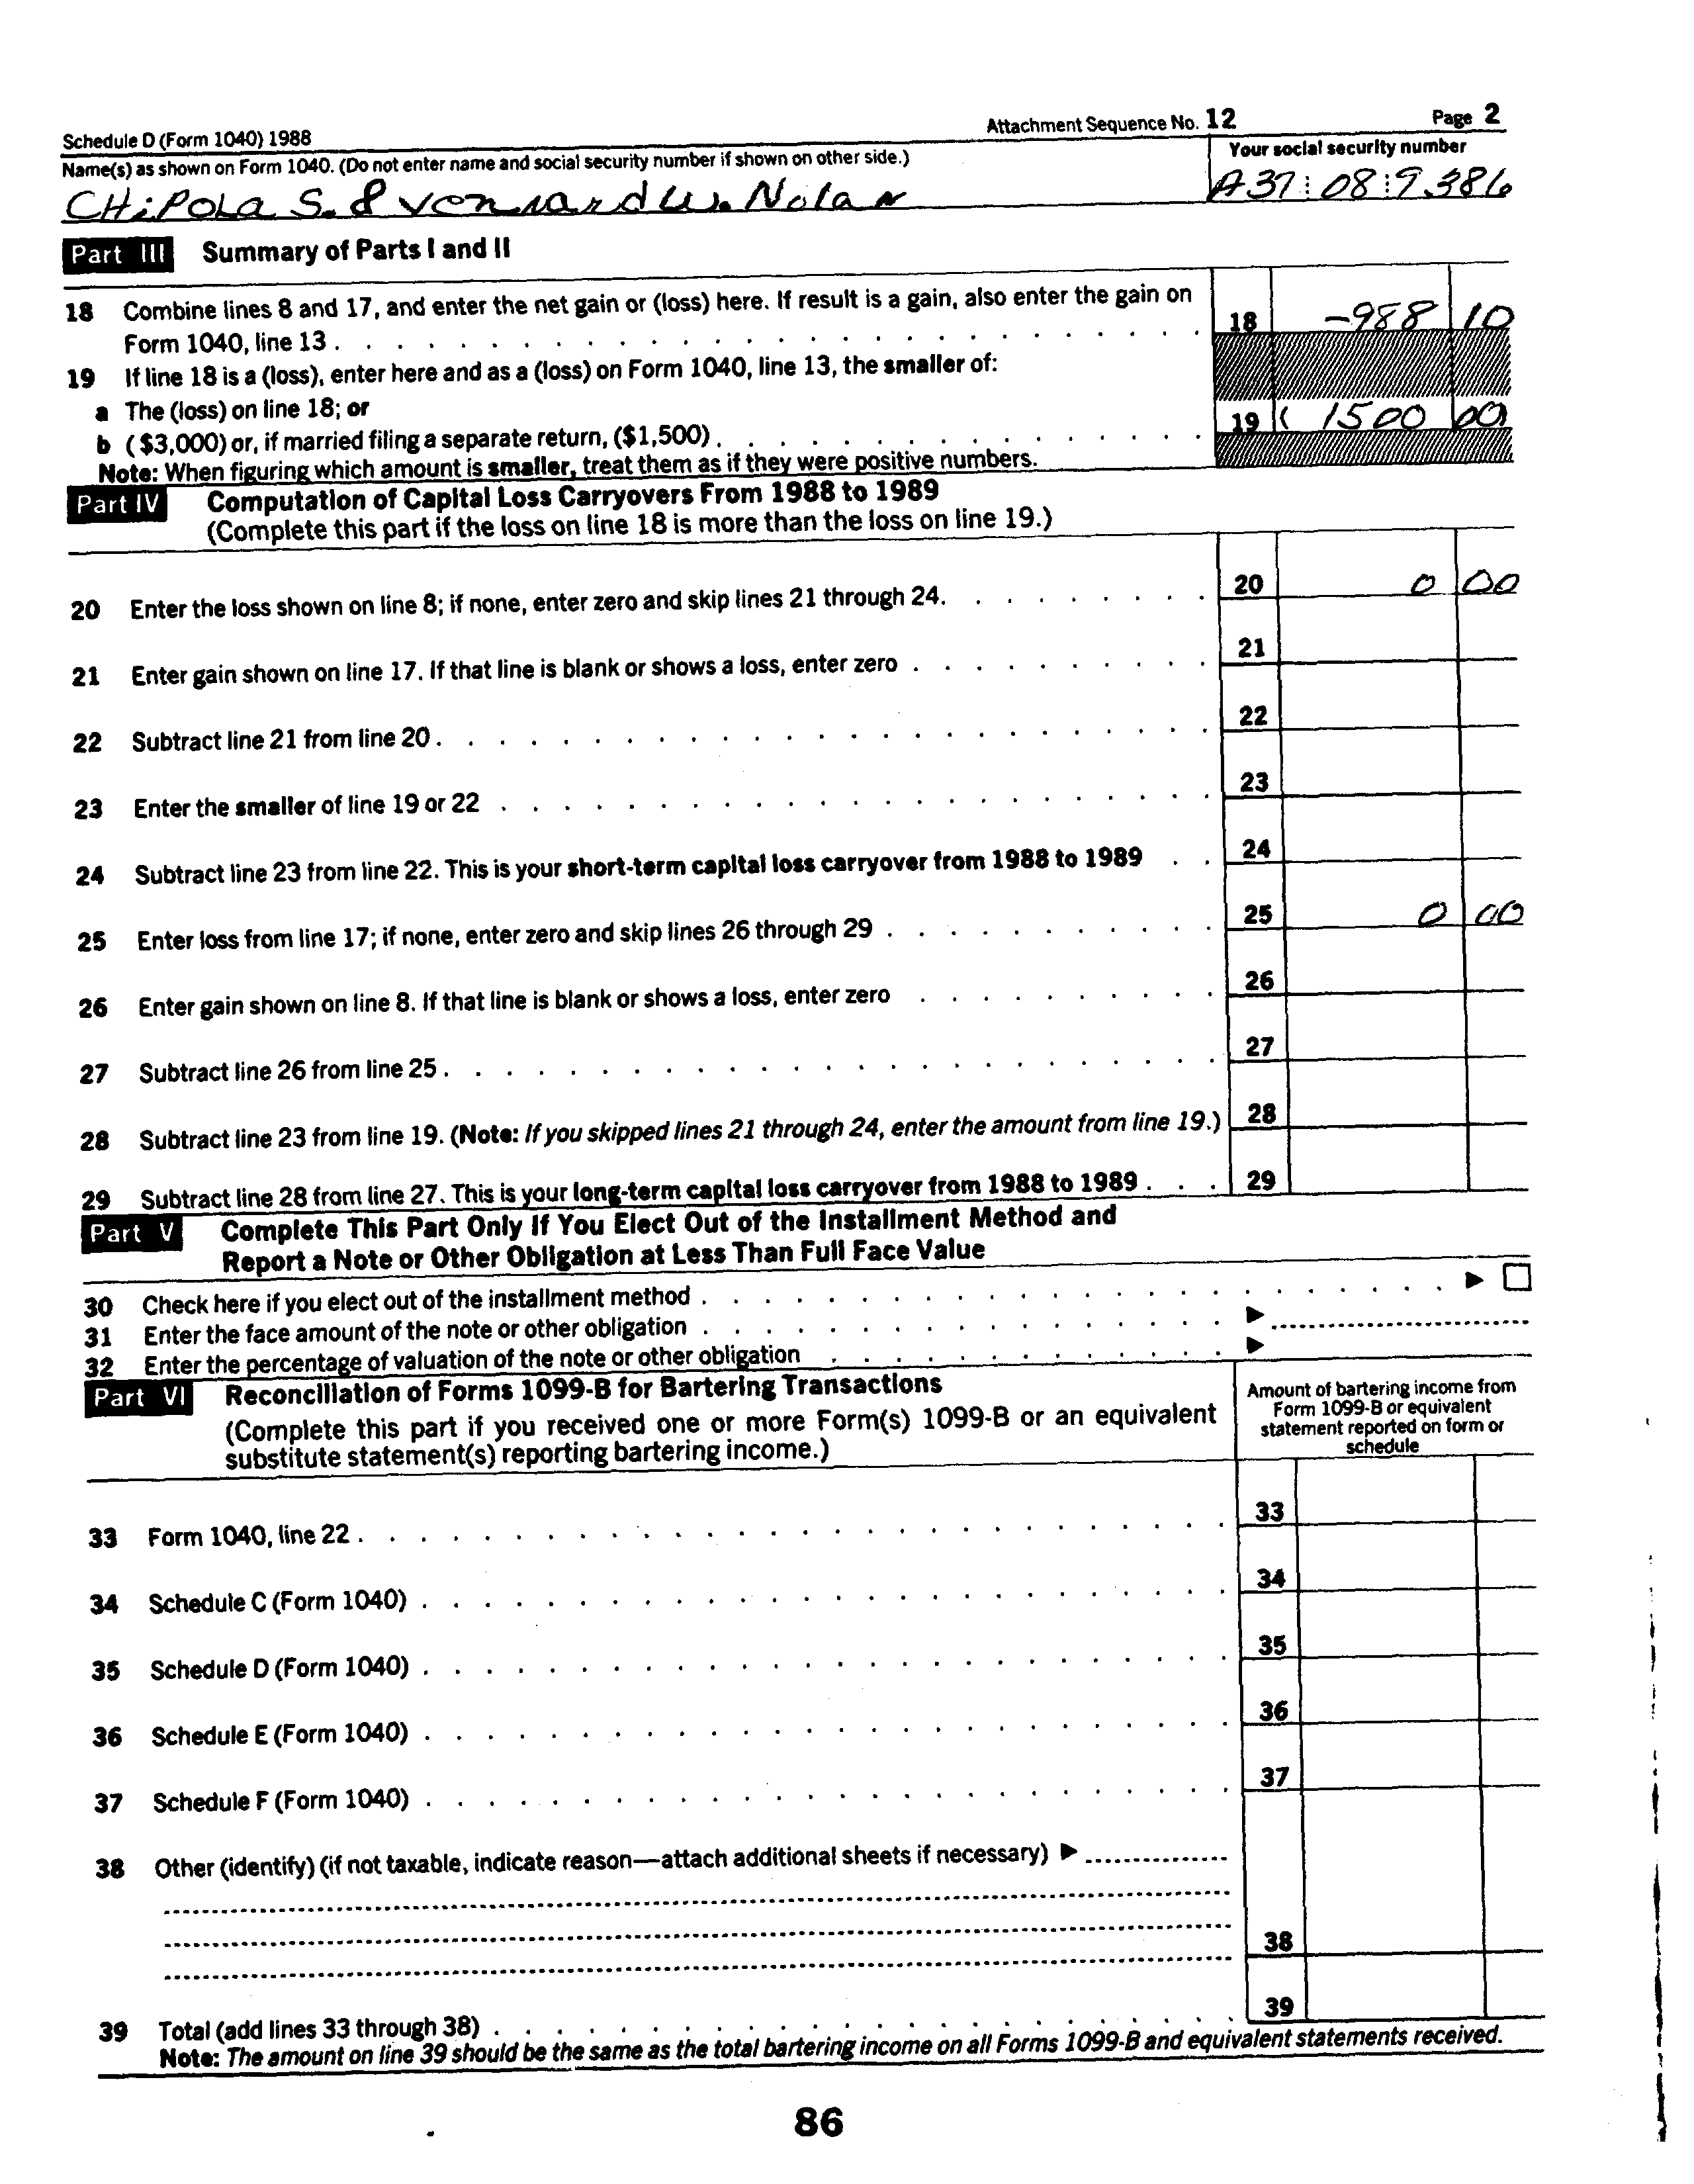 Schedule D (Form 1040) 1988 Attachment Sequence No. 12 Page 2
Name(s) as shown on Form 1040. (Do not enter name and social security number if shown on other side.) Your social security number
CHiPOLa S. & W. Nolan A37 08 9386
Part III Summary of Parts I and II
18 Combine lines 8 and 17, and enter the net gain or (loss) here. If result is a gain, also enter the gain on
Form 1040, line 13 . . . 18 -988 10
19 If line 18 is a (loss), enter here and as a (loss) on Form 1040, line 13, the smaller of:
a The (loss) on line 18; or
b ($3,000) or, if married filing a separate return, ($1,500) . . . 19 ( 1500 00)
Note: When figuring which amount is smaller, treat them as if they were positive numbers.
Part IV Computation of Capital Loss Carryovers From 1988 to 1989
(Complete this part if the loss on line 18 is more than the loss on line 19.)
20 Enter the loss shown on line 8; if none, enter zero and skip lines 21 through 24. . . . 20 0 00
21 Enter gain shown on line 17. If that line is blank or shows a loss, enter zero . . . 21
22 Subtract line 21 from line 20 . . . 22
23 Enter the smaller of line 19 or 22 . . . 23
24 Subtract line 23 from line 22. This is your short-term capital loss carryover from 1988 to 1989 . . 24
25 Enter loss from line 17; if none, enter zero and skip lines 26 through 29 . . . 25 0 00
26 Enter gain shown on line 8. If that line is blank or shows a loss, enter zero . . . 26
27 Subtract line 26 from line 25 . . . 27
28 Subtract line 23 from line 19. (Note: If you skipped lines 21 through 24, enter the amount from line 19.) 28
29 Subtract line 28 from line 27. This is your long-term capital loss carryover from 1988 to 1989 . . . 29
Part V Complete This Part Only If You Elect Out of the Installment Method and
Report a Note or Other Obligation at Less Than Full Face Value
30 Check here if you elect out of the installment method . . . ▶ ☐
31 Enter the face amount of the note or other obligation . . . ▶
32 Enter the percentage of valuation of the note or other obligation . . . ▶
Part VI Reconciliation of Forms 1099-B for Bartering Transactions
(Complete this part if you received one or more Form(s) 1099-B or an equivalent
substitute statement(s) reporting bartering income.)
Amount of bartering income from
Form 1099-B or equivalent
statement reported on form or
schedule
33 Form 1040, line 22 . . . 33
34 Schedule C (Form 1040) . . . 34
35 Schedule D (Form 1040) . . . 35
36 Schedule E (Form 1040) . . . 36
37 Schedule F (Form 1040) . . . 37
38 Other (identify) (if not taxable, indicate reason—attach additional sheets if necessary) ▶
38
39 Total (add lines 33 through 38) . . . 39
Note: The amount on line 39 should be the same as the total bartering income on all Forms 1099-B and equivalent statements received.
86